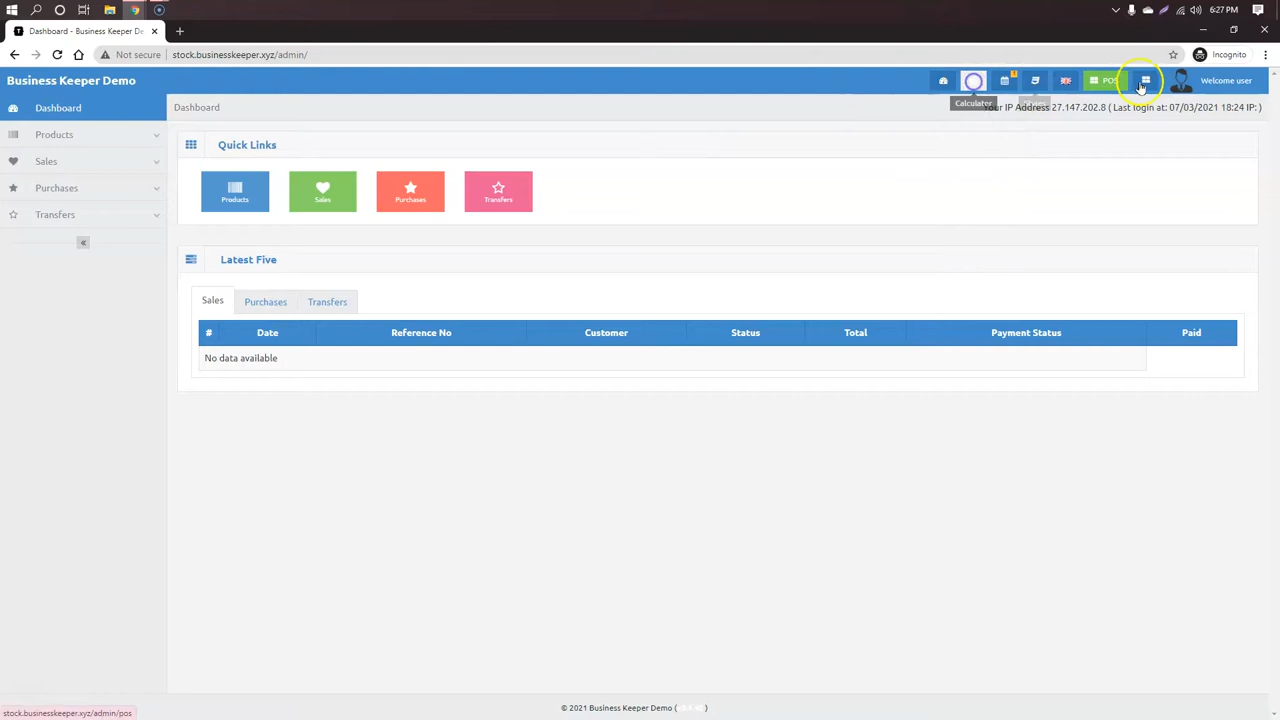 6:27 PM
Dashboard - Business Keeper De
Not secure
stock.businesskeeper.xyz/admin/
Incognito
Business Keeper Demo
POS
Welcome user
Dashboard
Products
Sales
Purchases
Transfers
Dashboard
Calculator
Your IP Address 27.147.202.8 ( Last login at: 07/03/2021 18:24 IP: )
Quick Links
Products
Sales
Purchases
Transfers
Latest Five
Sales
Purchases
Transfers
# Date Reference No Customer Status Total Payment Status Paid
No data available
© 2021 Business Keeper Demo ( )
stock.businesskeeper.xyz/admin/pos